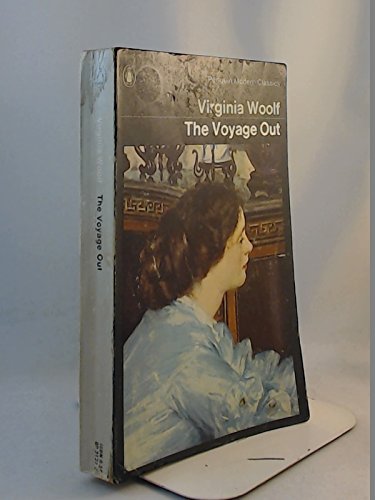 Penguin Modern Classics
Virginia Woolf
The Voyage Out
Virginia Woolf
The Voyage Out